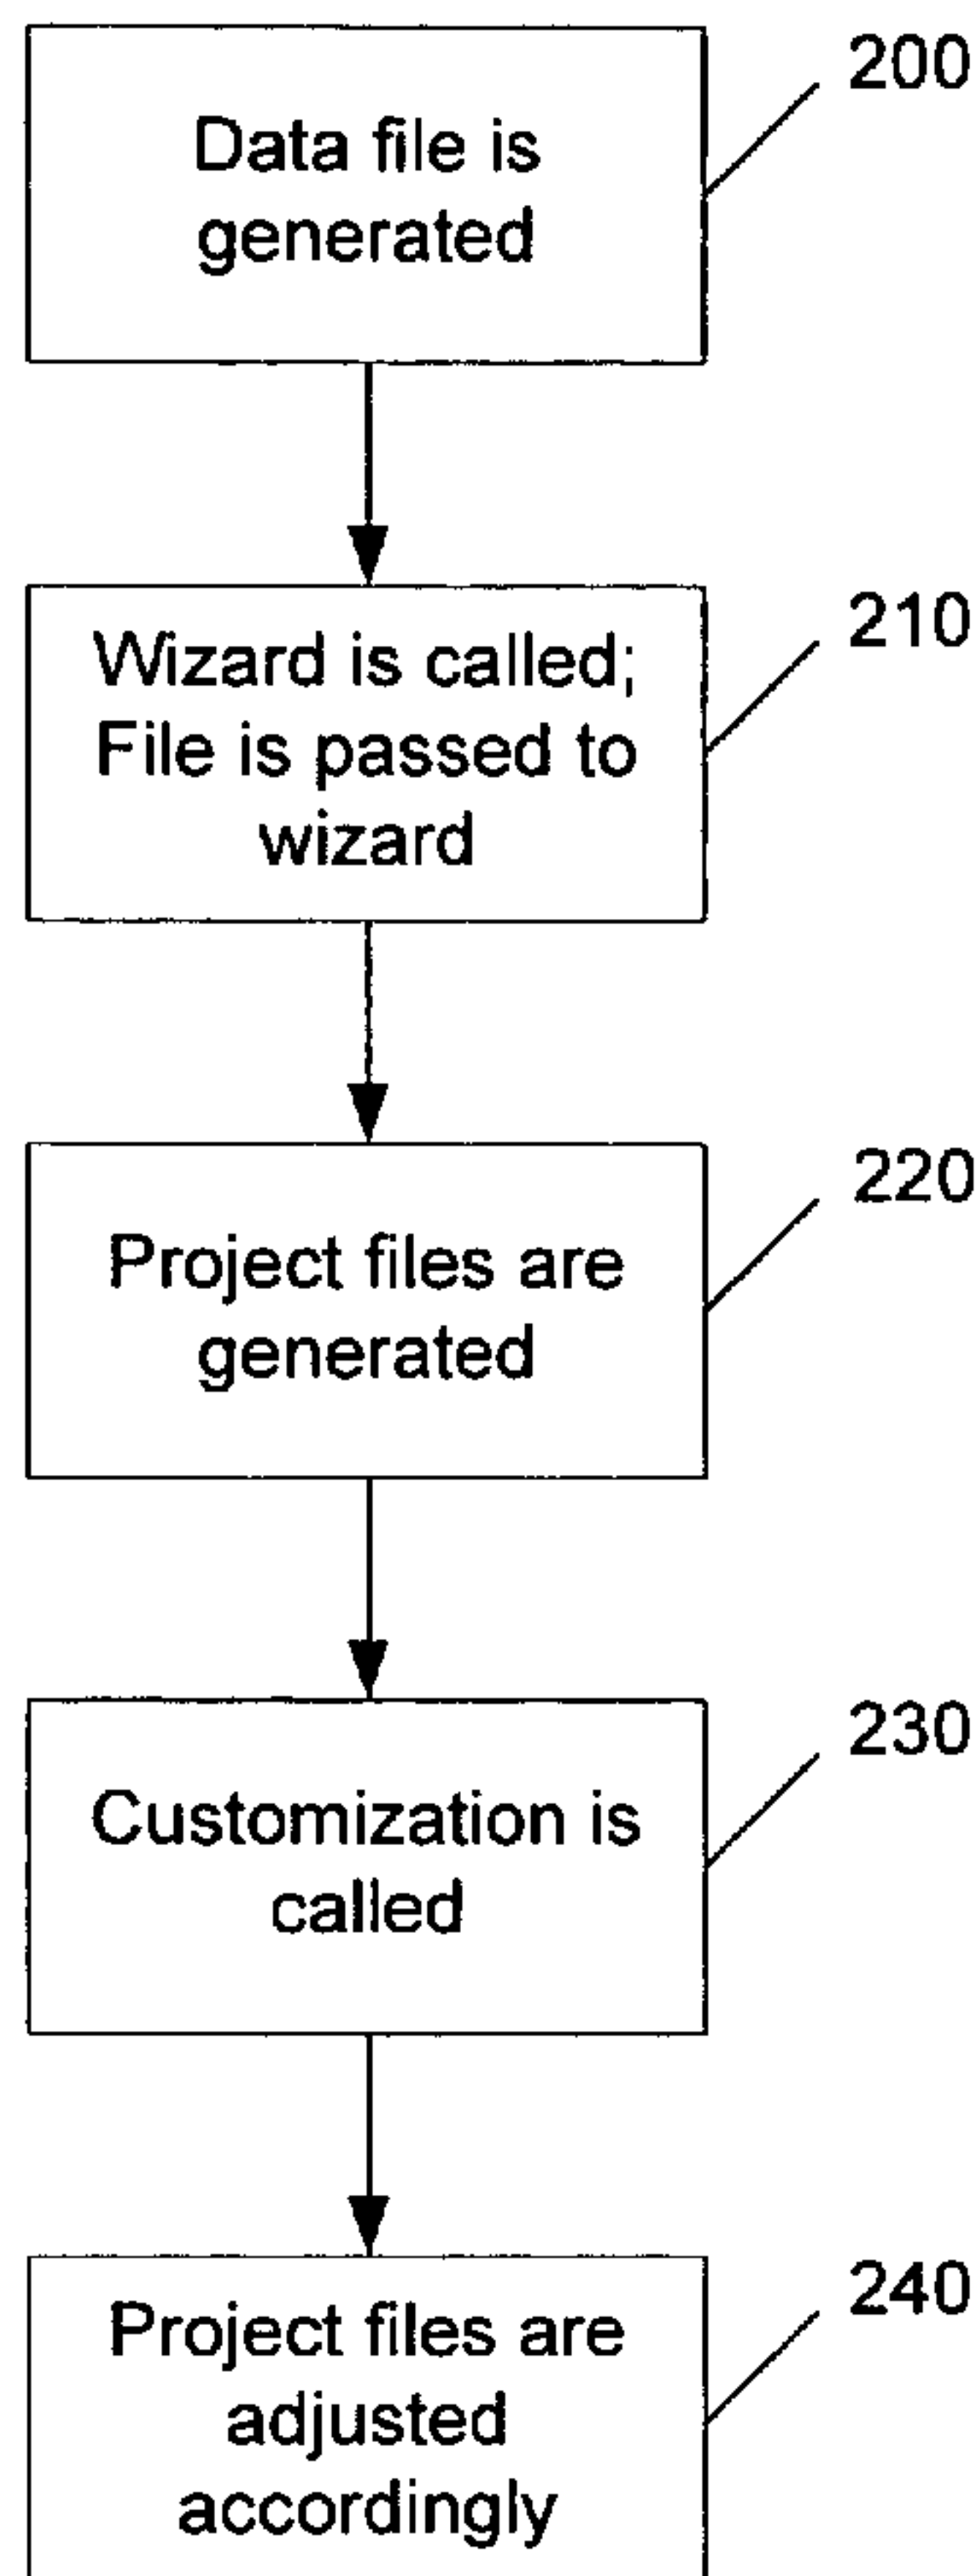 200
Data file is
generated
210
Wizard is called;
File is passed to
wizard
220
Project files are
generated
230
Customization is
called
240
Project files are
adjusted
accordingly